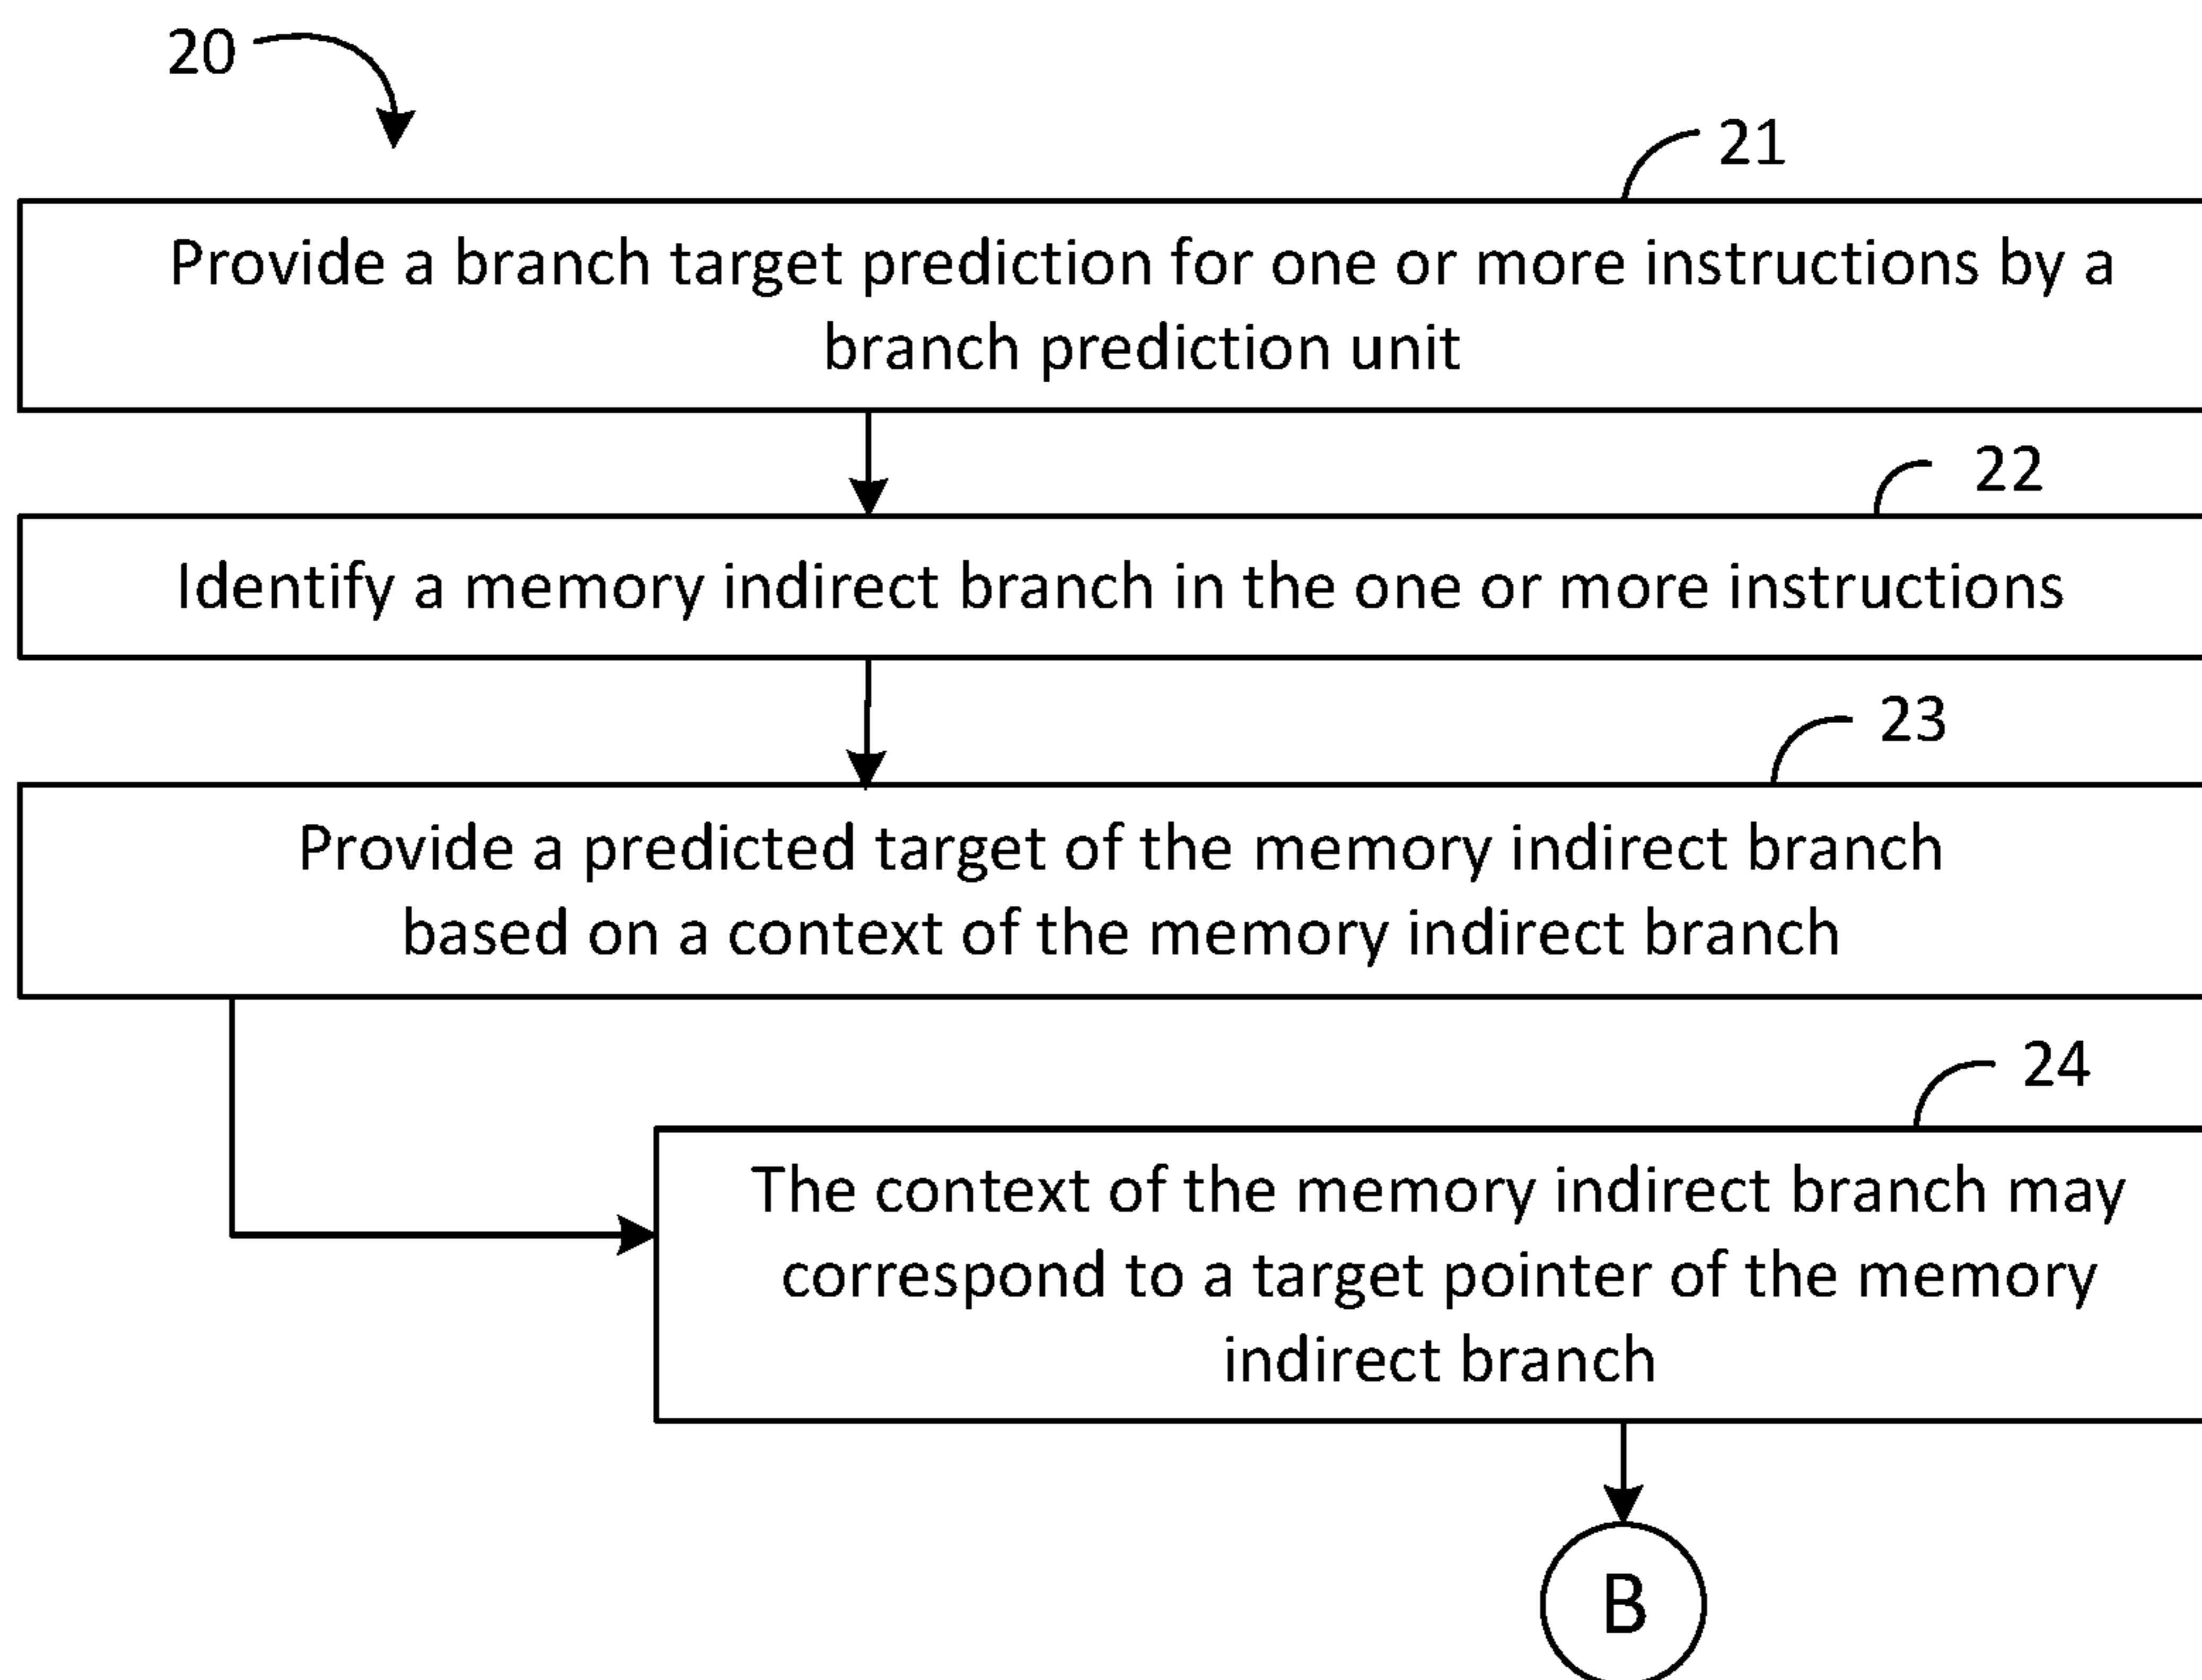 20
21
Provide a branch target prediction for one or more instructions by a
branch prediction unit
22
Identify a memory indirect branch in the one or more instructions
23
Provide a predicted target of the memory indirect branch
based on a context of the memory indirect branch
24
The context of the memory indirect branch may
correspond to a target pointer of the memory
indirect branch
B